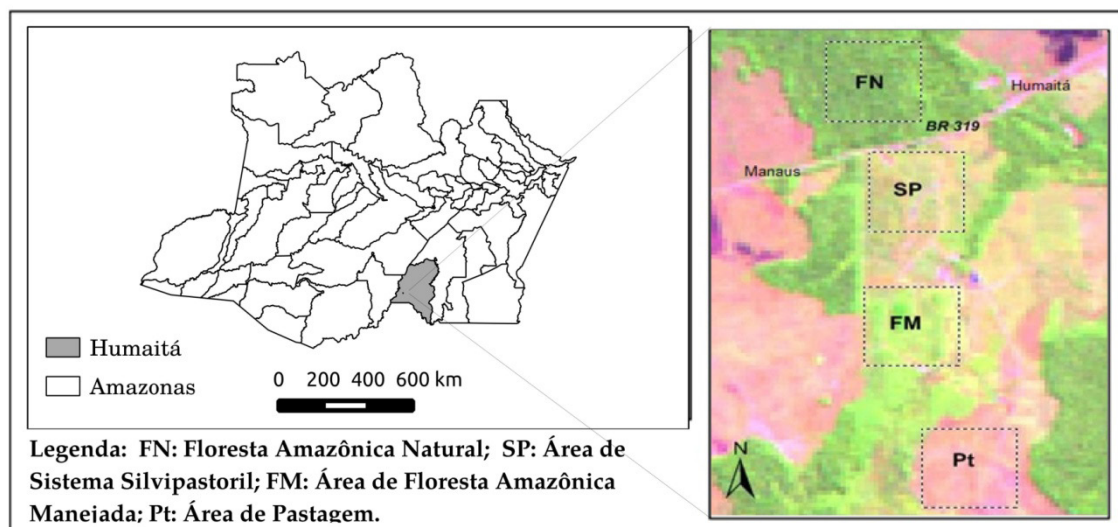 FN
Humaitá
BR 319
Manaus
SP
FM
N
Pt
Humaitá
Amazonas
0 200 400 600 km
Legenda: FN: Floresta Amazônica Natural; SP: Área de
Sistema Silvipastoril; FM: Área de Floresta Amazônica
Manejada; Pt: Área de Pastagem.